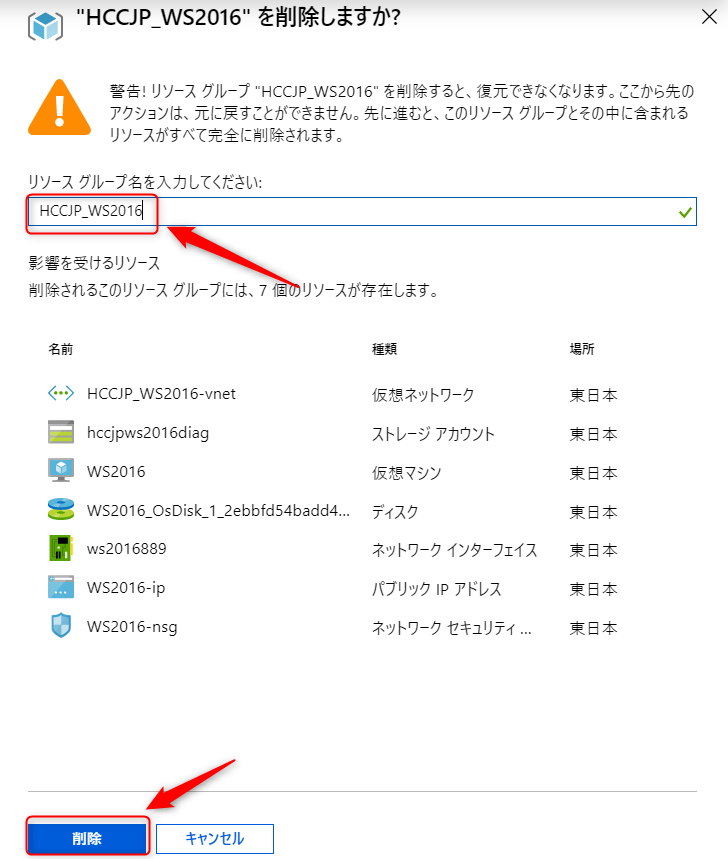 "HCCJP_WS2016" を削除しますか?
警告! リソース グループ "HCCJP_WS2016" を削除すると、復元できなくなります。ここから先の
アクションは、元に戻すことができません。先に進むと、このリソース グループとその中に含まれる
リソースがすべて完全に削除されます。
リソース グループ名を入力してください:
HCCJP_WS2016
影響を受けるリソース
削除されるこのリソース グループには、7 個のリソースが存在します。
名前 種類 場所
HCCJP_WS2016-vnet 仮想ネットワーク 東日本
hccjpws2016diag ストレージ アカウント 東日本
WS2016 仮想マシン 東日本
WS2016_OsDisk_1_2ebbfd54badd4... ディスク 東日本
ws2016889 ネットワーク インターフェイス 東日本
WS2016-ip パブリック IP アドレス 東日本
WS2016-nsg ネットワーク セキュリティ ... 東日本
削除 キャンセル